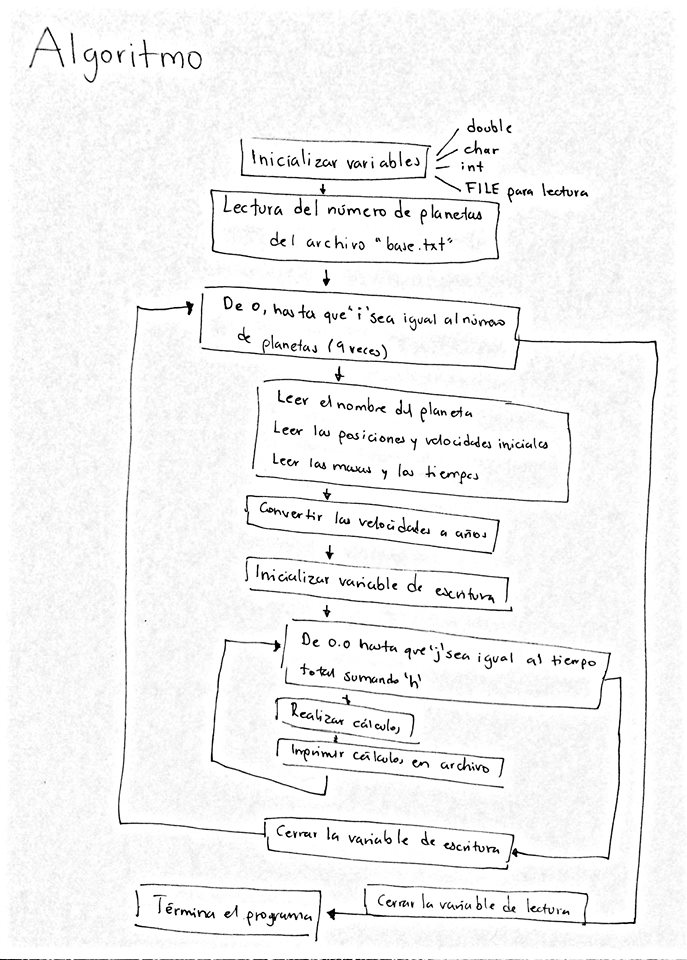 Algoritmo
double
char
int
FILE para lectura
Inicializar variables
Lectura del número de planetas
del archivo "base.txt"
De 0, hasta que 'i' sea igual al número
de planetas (9 veces)
Leer el nombre del planeta
Leer las posiciones y velocidades iniciales
Leer las masas y los tiempos
Convertir las velocidades a años
Inicializar variable de escritura
De 0.0 hasta que 'j' sea igual al tiempo
total sumando 'h'
Realizar cálculos
Imprimir cálculos en archivo
Cerrar la variable de escritura
Cerrar la variable de lectura
Términa el programa